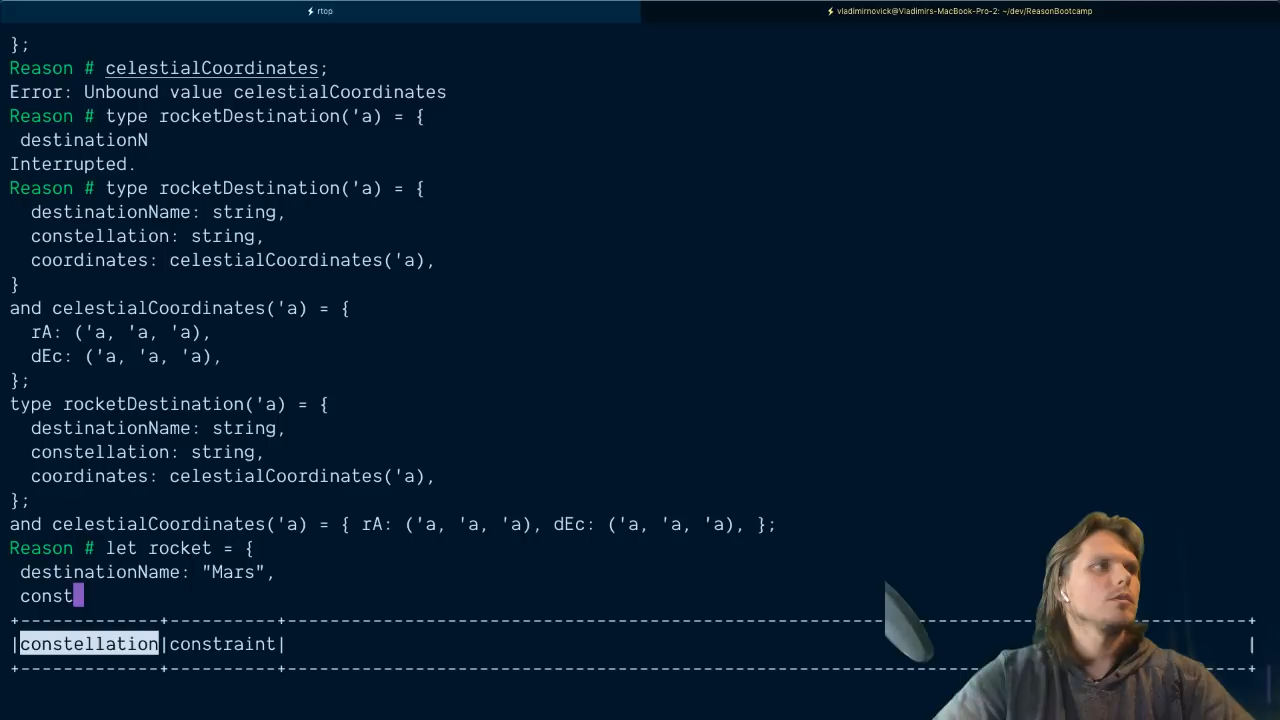 ⚡ rtop
⚡ vladimirnovick@Vladimirs-MacBook-Pro-2: ~/dev/ReasonBootcamp
};
Reason # celestialCoordinates;
Error: Unbound value celestialCoordinates
Reason # type rocketDestination('a) = {
 destinationN
Interrupted.
Reason # type rocketDestination('a) = {
  destinationName: string,
  constellation: string,
  coordinates: celestialCoordinates('a),
}
and celestialCoordinates('a) = {
  rA: ('a, 'a, 'a),
  dEc: ('a, 'a, 'a),
};
type rocketDestination('a) = {
  destinationName: string,
  constellation: string,
  coordinates: celestialCoordinates('a),
};
and celestialCoordinates('a) = { rA: ('a, 'a, 'a), dEc: ('a, 'a, 'a), };
Reason # let rocket = {
 destinationName: "Mars",
 const
|constellation|constraint|